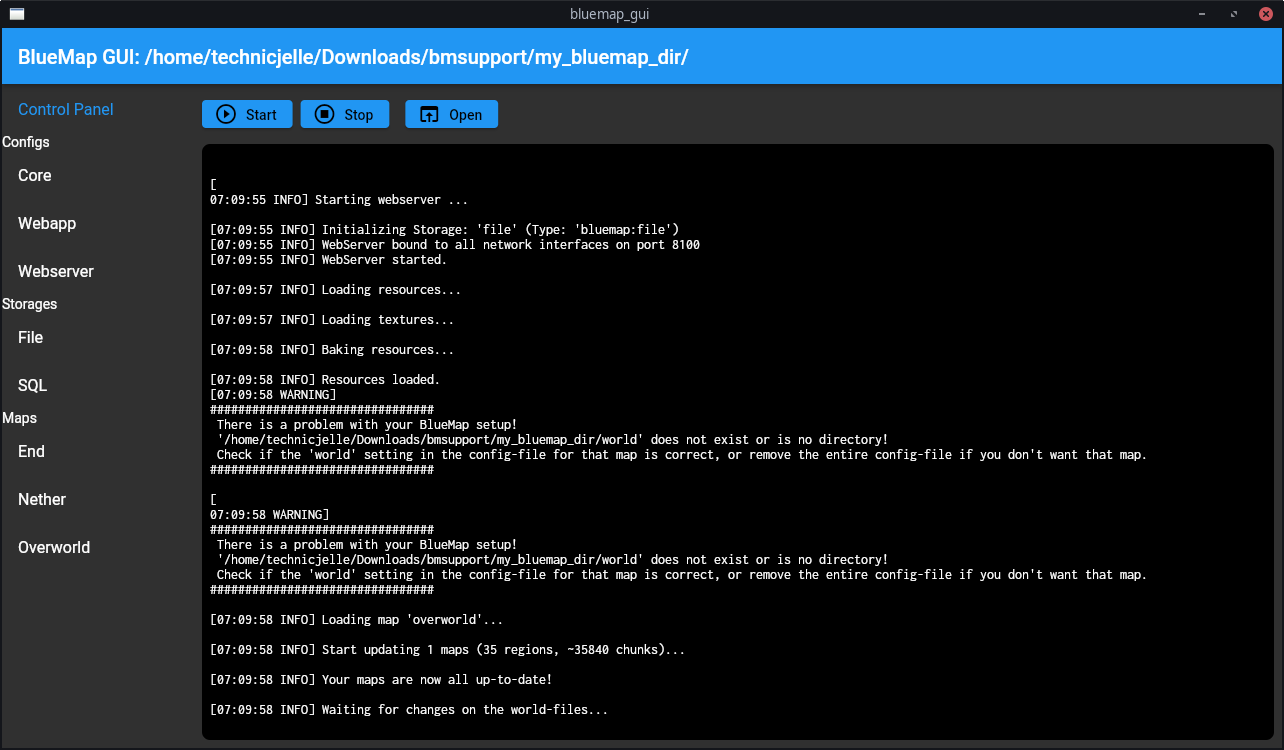 bluemap_gui
BlueMap GUI: /home/technicjelle/Downloads/bmsupport/my_bluemap_dir/
Control Panel
Configs
Core
Webapp
Webserver
Storages
File
SQL
Maps
End
Nether
Overworld
Start Stop Open
[
07:09:55 INFO] Starting webserver ...
[07:09:55 INFO] Initializing Storage: 'file' (Type: 'bluemap:file')
[07:09:55 INFO] WebServer bound to all network interfaces on port 8100
[07:09:55 INFO] WebServer started.
[07:09:57 INFO] Loading resources...
[07:09:57 INFO] Loading textures...
[07:09:58 INFO] Baking resources...
[07:09:58 INFO] Resources loaded.
[07:09:58 WARNING]
################################
There is a problem with your BlueMap setup!
'/home/technicjelle/Downloads/bmsupport/my_bluemap_dir/world' does not exist or is no directory!
Check if the 'world' setting in the config-file for that map is correct, or remove the entire config-file if you don't want that map.
################################
[
07:09:58 WARNING]
################################
There is a problem with your BlueMap setup!
'/home/technicjelle/Downloads/bmsupport/my_bluemap_dir/world' does not exist or is no directory!
Check if the 'world' setting in the config-file for that map is correct, or remove the entire config-file if you don't want that map.
################################
[07:09:58 INFO] Loading map 'overworld'...
[07:09:58 INFO] Start updating 1 maps (35 regions, ~35840 chunks)...
[07:09:58 INFO] Your maps are now all up-to-date!
[07:09:58 INFO] Waiting for changes on the world-files...